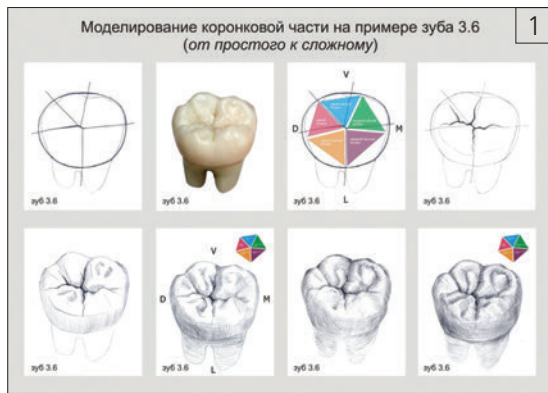 Моделирование коронковой части на примере зуба 3.6
(от простого к сложному)
1
зуб 3.6
зуб 3.6
V
D
M
L
зуб 3.6
зуб 3.6
зуб 3.6
V
D
M
L
зуб 3.6
зуб 3.6
зуб 3.6